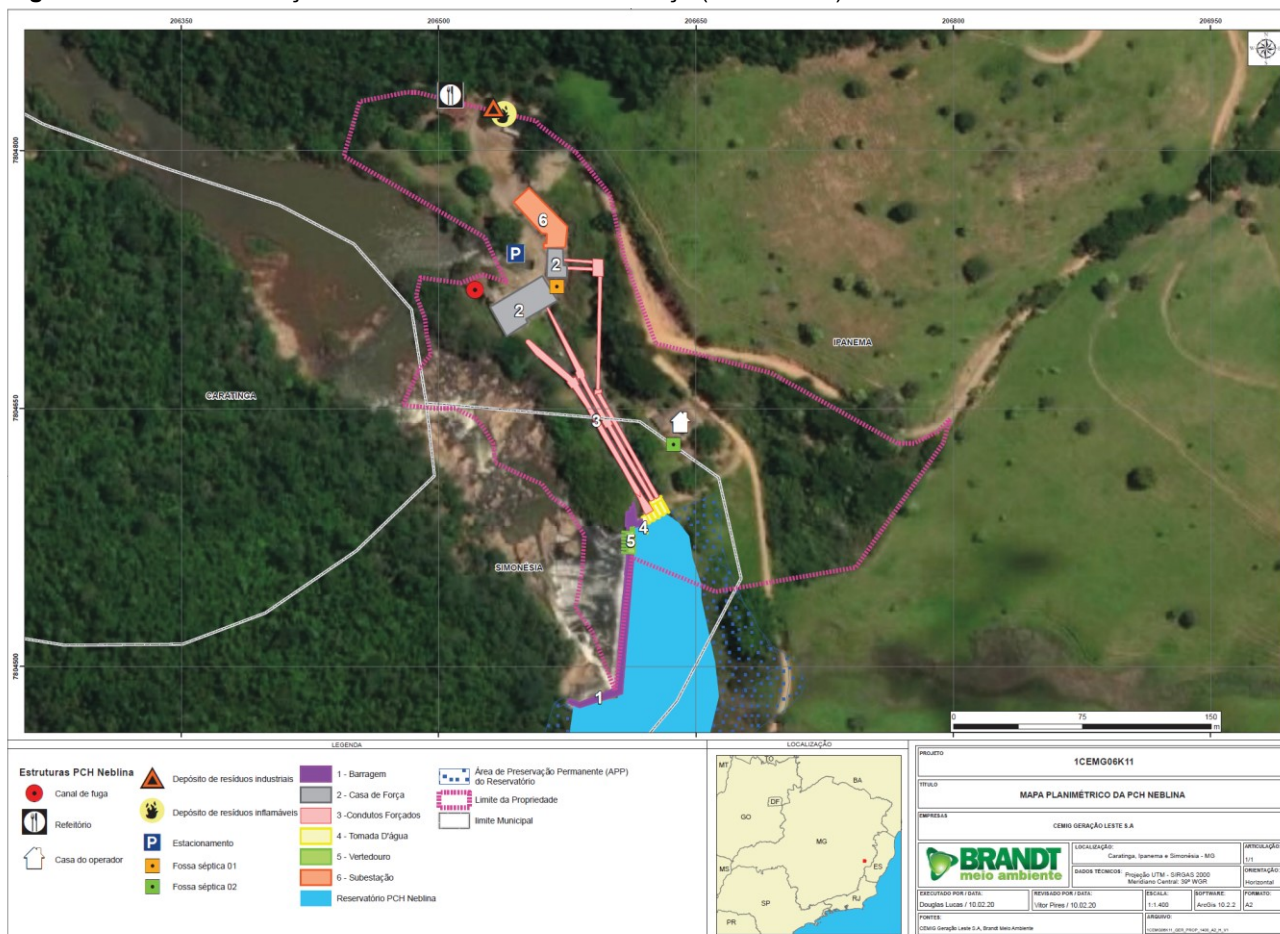 206350
206500
206650
206800
206950
7804800
7804650
7804500
N
P
6
2
2
3
4
5
1
IPANEMA
CARATINGA
SIMONÉSIA
0
75
150
m
LEGENDA
Estruturas PCH Neblina
Canal de fuga
Refeitório
Casa do operador
Depósito de resíduos industriais
Depósito de resíduos inflamáveis
P
Estacionamento
Fossa séptica 01
Fossa séptica 02
1 - Barragem
2 - Casa de Força
3 -Condutos Forçados
4 - Tomada D'água
5 - Vertedouro
6 - Subestação
Reservatório PCH Neblina
Área de Preservação Permanente (APP)
do Reservatório
Limite da Propriedade
limite Municipal
LOCALIZAÇÃO
MT
TO
BA
DF
GO
MG
ES
MS
SP
RJ
PR
PROJETO
1CEMG06K11
TÍTULO
MAPA PLANIMÉTRICO DA PCH NEBLINA
EMPRESAS
CEMIG GERAÇÃO LESTE S.A
BRANDT
meio ambiente
LOCALIZAÇÃO:
Caratinga, Ipanema e Simonésia - MG
ARTICULAÇÃO:
1/1
DADOS TÉCNICOS:
Projeção UTM - SIRGAS 2000
Meridiano Central: 39º WGR
ORIENTAÇÃO:
Horizontal
EXECUTADO POR / DATA:
Douglas Lucas / 10.02.20
REVISADO POR / DATA:
Vitor Pires / 10.02.20
ESCALA:
1:1.400
SOFTWARE:
ArcGis 10.2.2
FORMATO:
A2
FONTES:
CEMIG Geração Leste S.A, Brandt Meio Ambiente
ARQUIVO: